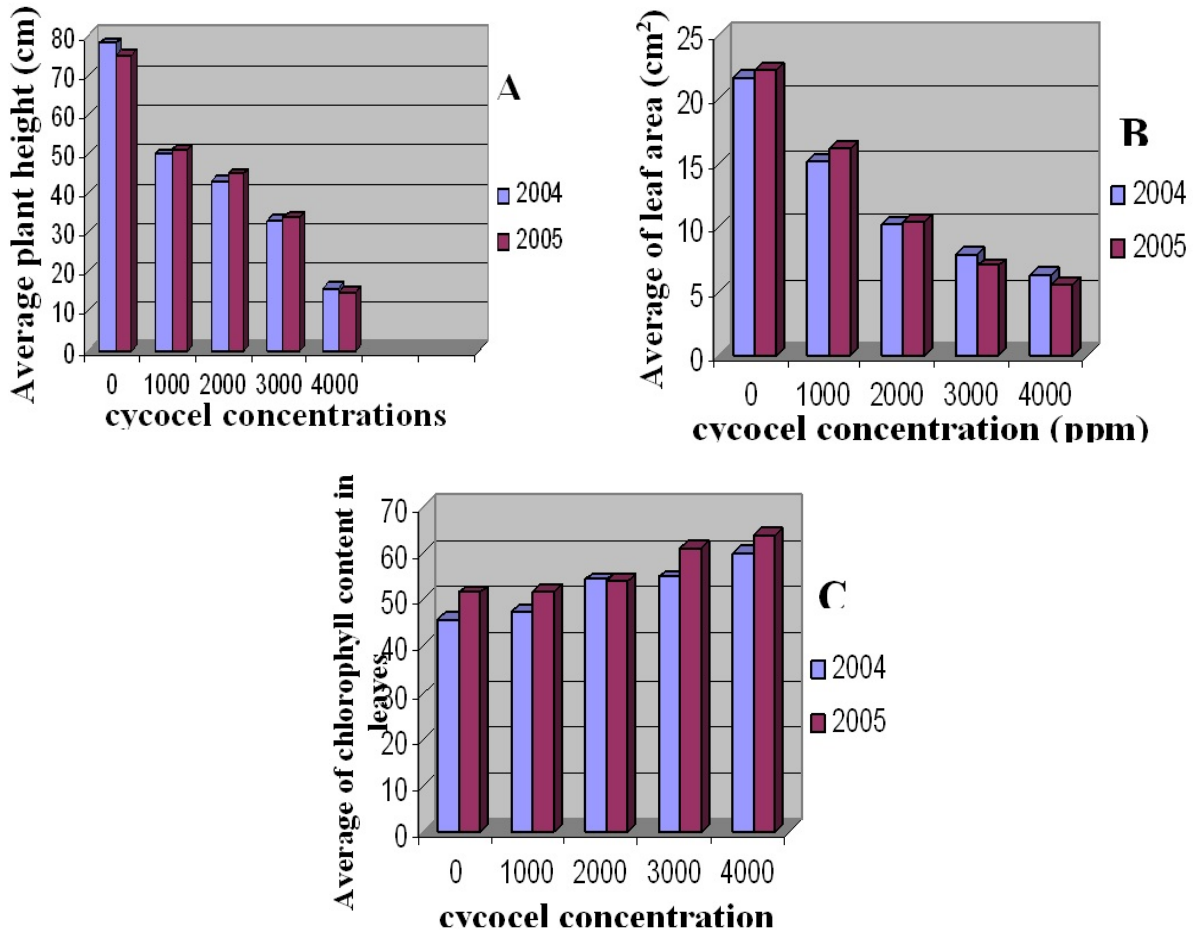 Average plant height (cm)
80
70
60
50
40
30
20
10
0
0 1000 2000 3000 4000
cycocel concentrations
A
2004
2005
Average of leaf area (cm²)
25
20
15
10
5
0
0 1000 2000 3000 4000
cycocel concentration (ppm)
B
2004
2005
Average of chlorophyll content in
leaves
70
60
50
40
30
20
10
0
0 1000 2000 3000 4000
cycocel concentration
C
2004
2005